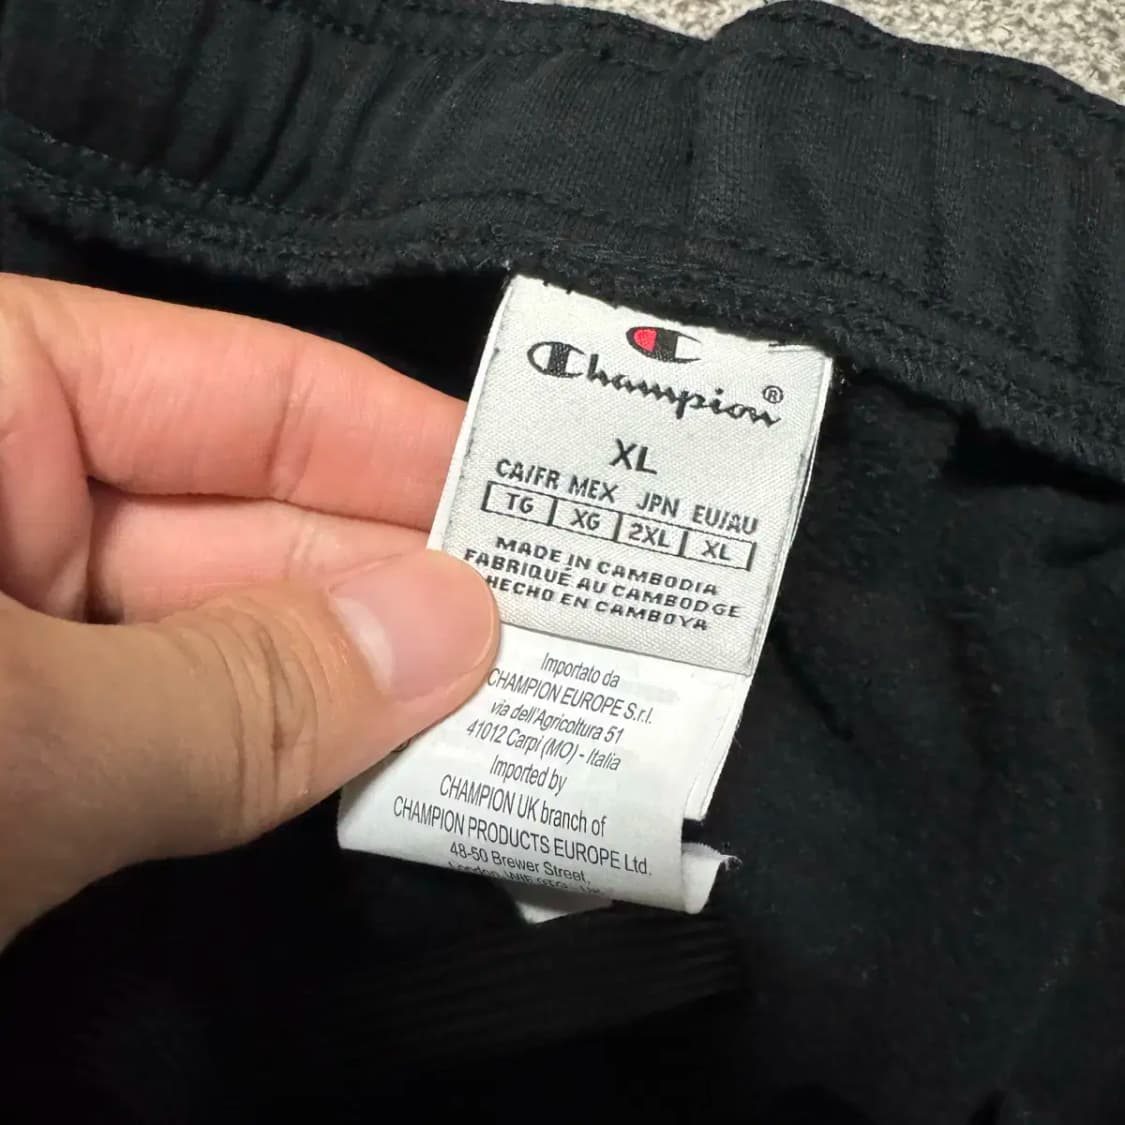 Champion®
XL
CA/FR MEX JPN EU/AU
TG XG 2XL XL
MADE IN CAMBODIA
FABRIQUÉ AU CAMBODGE
HECHO EN CAMBOYA
Importato da
CHAMPION EUROPE S.r.l.
via dell'Agricoltura 51
41012 Carpi (MO) - Italia
Imported by
CHAMPION UK branch of
CHAMPION PRODUCTS EUROPE Ltd.
48-50 Brewer Street,
London